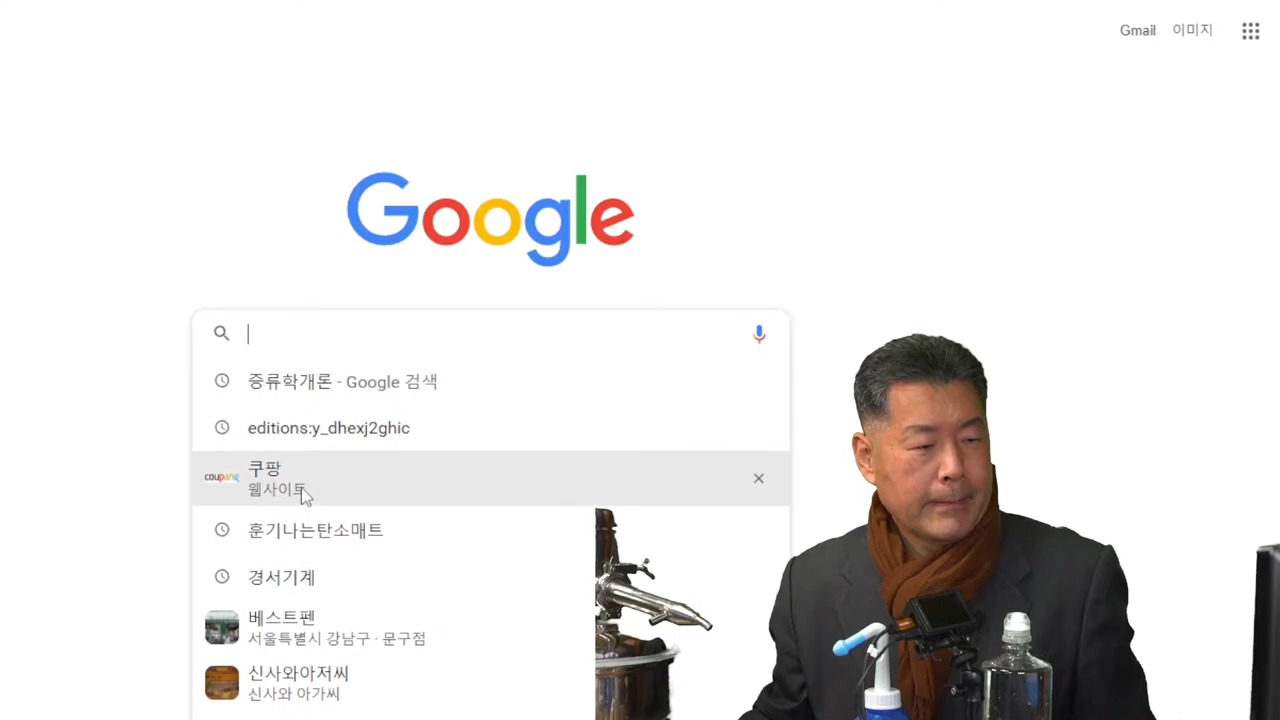 Gmail 이미지
Google
증류학개론 - Google 검색
editions:y_dhexj2ghic
coupang 쿠팡
웹사이트
훈기나는탄소매트
경서기계
베스트펜
서울특별시 강남구 · 문구점
신사와아저씨
신사와 아가씨